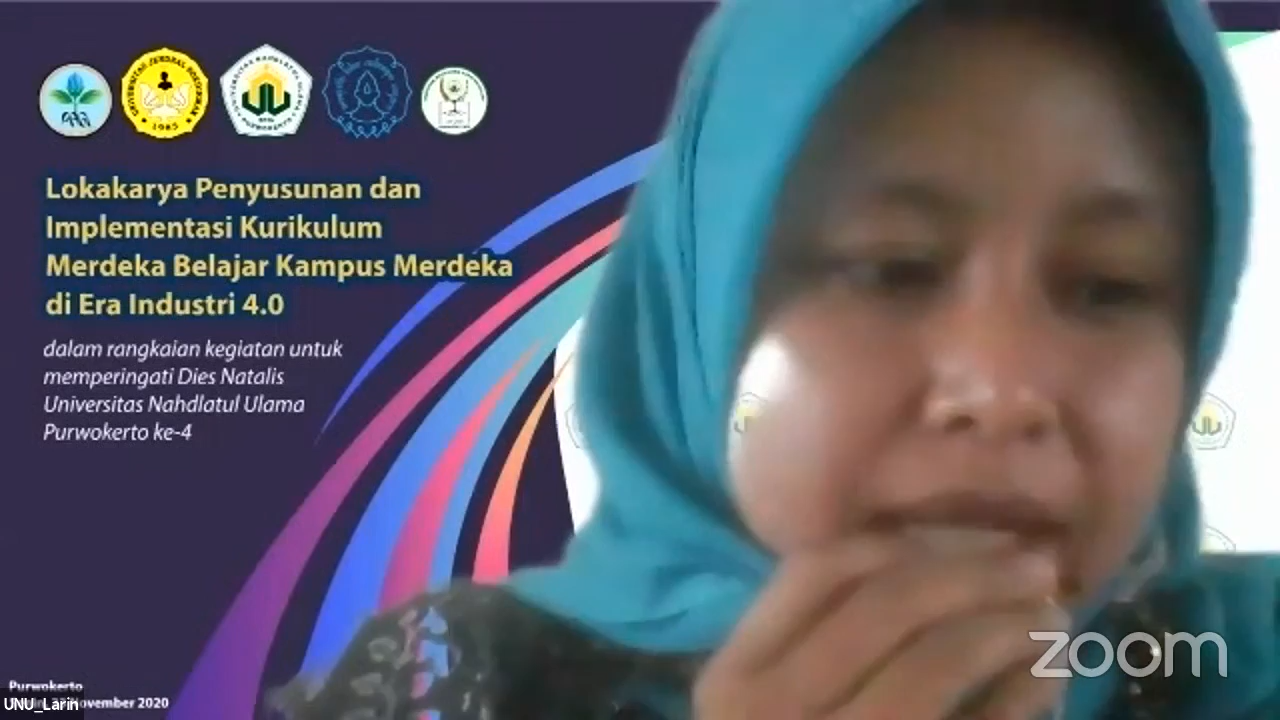 Lokakarya Penyusunan dan
Implementasi Kurikulum
Merdeka Belajar Kampus Merdeka
di Era Industri 4.0
dalam rangkaian kegiatan untuk
memperingati Dies Natalis
Universitas Nahdlatul Ulama
Purwokerto ke-4
zoom
Purwokerto
November 2020
UNU_Larin